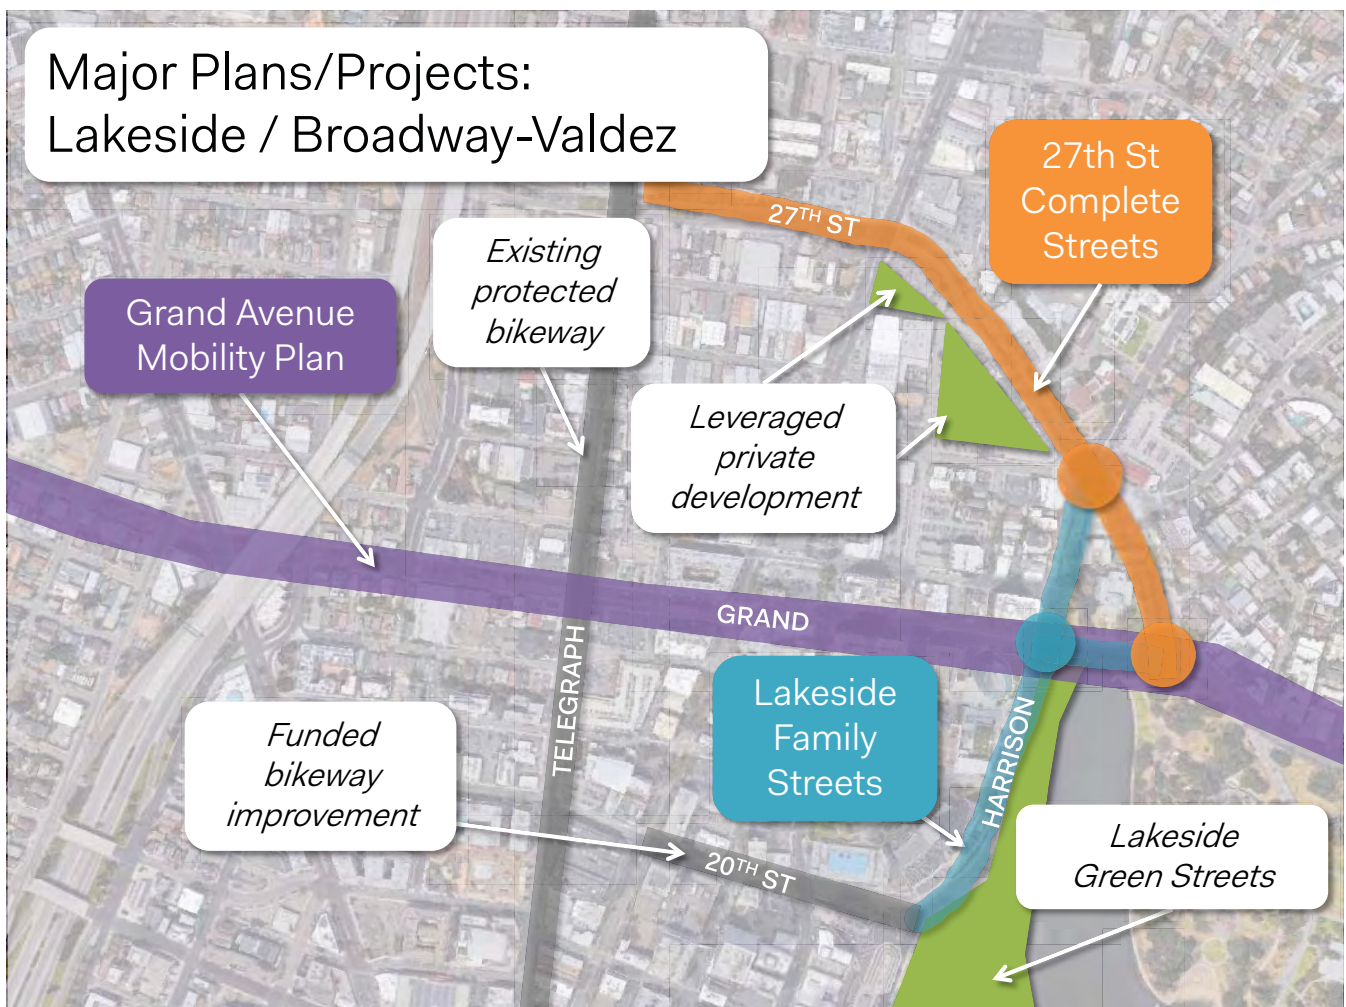 Major Plans/Projects:
Lakeside / Broadway-Valdez
27th St
Complete
Streets
27TH ST
Existing
protected
bikeway
Grand Avenue
Mobility Plan
Leveraged
private
development
GRAND
TELEGRAPH
Lakeside
Family
Streets
HARRISON
Funded
bikeway
improvement
20TH ST
Lakeside
Green Streets